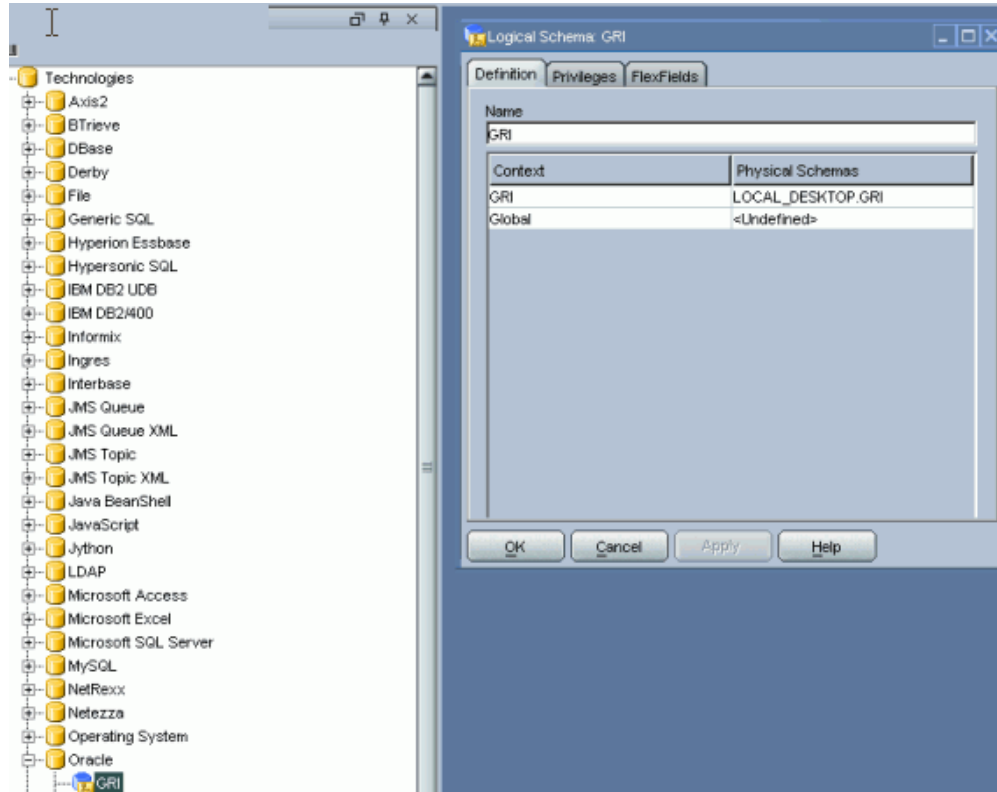 Technologies
Axis2
BTrieve
DBase
Derby
File
Generic SQL
Hyperion Essbase
Hypersonic SQL
IBM DB2 UDB
IBM DB2/400
Informix
Ingres
Interbase
JMS Queue
JMS Queue XML
JMS Topic
JMS Topic XML
Java BeanShell
JavaScript
Jython
LDAP
Microsoft Access
Microsoft Excel
Microsoft SQL Server
MySQL
NetRexx
Netezza
Operating System
Oracle
GRI
Logical Schema: GRI
Definition Privileges FlexFields
Name
GRI
Context Physical Schemas
GRI LOCAL_DESKTOP.GRI
Global <Undefined>
OK Cancel Apply Help